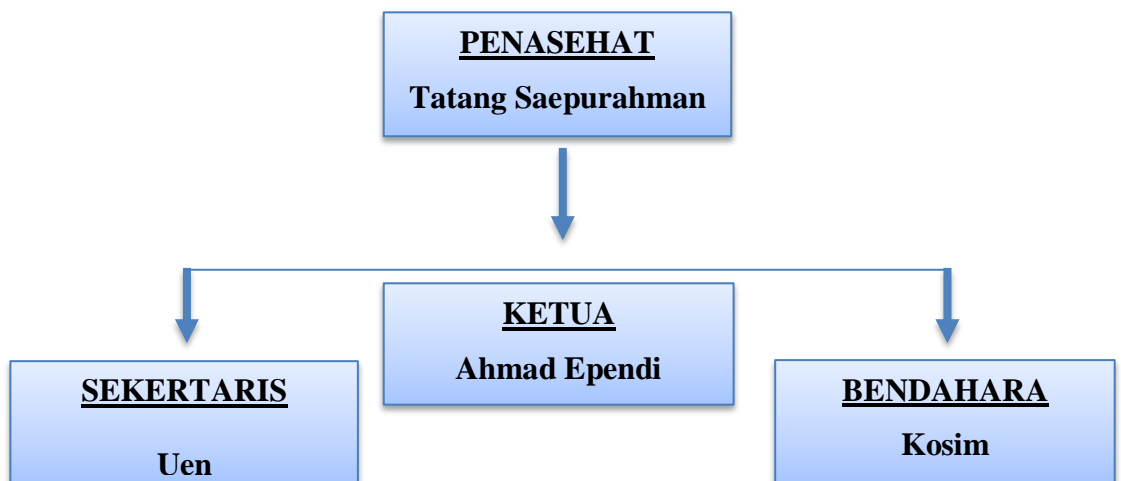 PENASEHAT
Tatang Saepurahman
KETUA
Ahmad Ependi
SEKERTARIS
Uen
BENDAHARA
Kosim